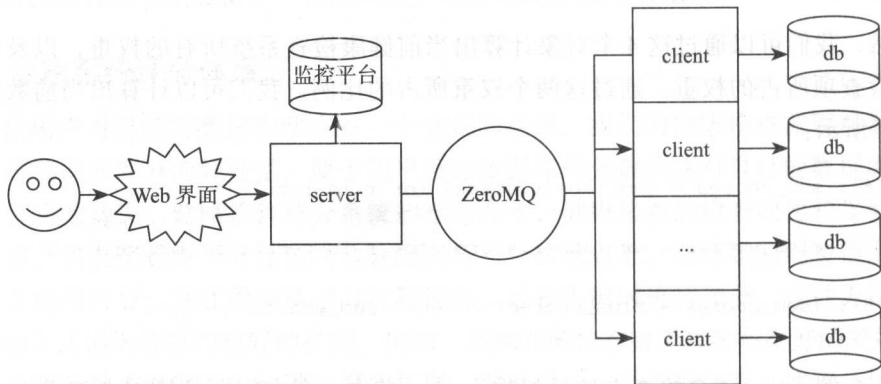 监控平台
Web 界面
server
ZeroMQ
client
client
...
client
db
db
db
db